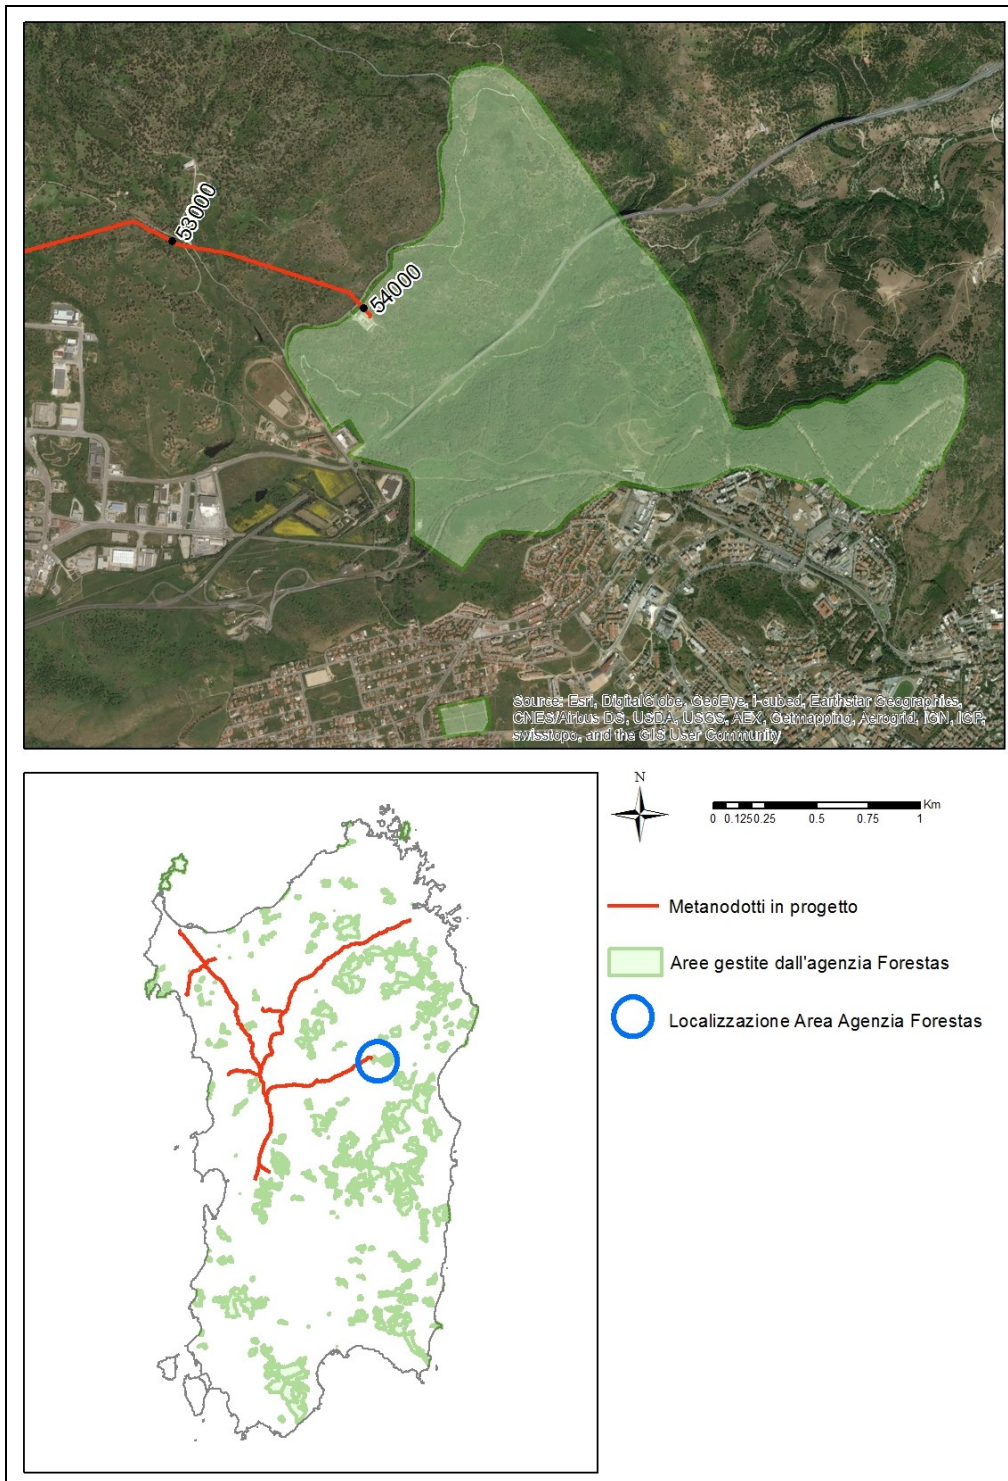 53000
54000
Source: Esri, DigitalGlobe, GeoEye, i-cubed, Earthstar Geographics,
CNES/Airbus DS, USDA, USGS, AEX, Getmapping, Aerogrid, IGN, IGP,
swisstopo, and the GIS User Community
N
Km
0 0.125 0.25 0.5 0.75 1
Metanodotti in progetto
Aree gestite dall'agenzia Forestas
Localizzazione Area Agenzia Forestas